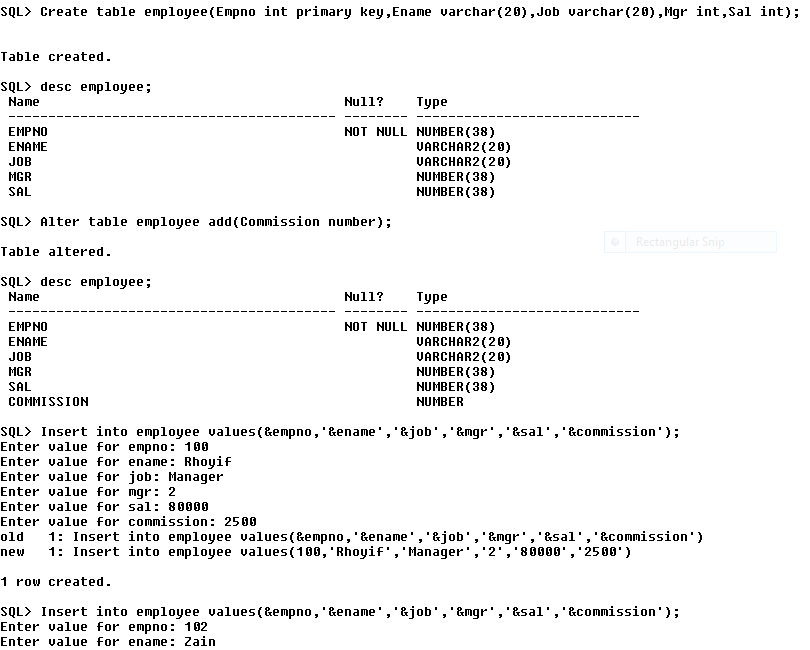 SQL> Create table employee(Empno int primary key,Ename varchar(20),Job varchar(20),Mgr int,Sal int);
Table created.
SQL> desc employee;
Name Null? Type
----------------------------------------- -------- ----------------------------
EMPNO NOT NULL NUMBER(38)
ENAME VARCHAR2(20)
JOB VARCHAR2(20)
MGR NUMBER(38)
SAL NUMBER(38)
SQL> Alter table employee add(Commission number);
Rectangular Snip
Table altered.
SQL> desc employee;
Name Null? Type
----------------------------------------- -------- ----------------------------
EMPNO NOT NULL NUMBER(38)
ENAME VARCHAR2(20)
JOB VARCHAR2(20)
MGR NUMBER(38)
SAL NUMBER(38)
COMMISSION NUMBER
SQL> Insert into employee values(&empno,'&ename','&job','&mgr','&sal','&commission');
Enter value for empno: 100
Enter value for ename: Rhoyif
Enter value for job: Manager
Enter value for mgr: 2
Enter value for sal: 80000
Enter value for commission: 2500
old 1: Insert into employee values(&empno,'&ename','&job','&mgr','&sal','&commission')
new 1: Insert into employee values(100,'Rhoyif','Manager','2','80000','2500')
1 row created.
SQL> Insert into employee values(&empno,'&ename','&job','&mgr','&sal','&commission');
Enter value for empno: 102
Enter value for ename: Zain